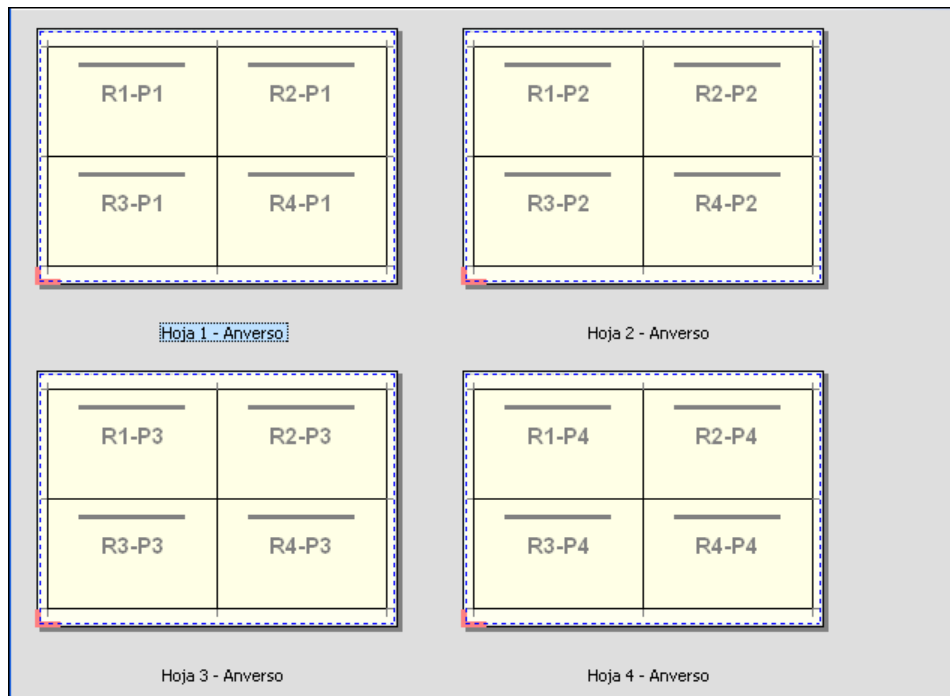 R1-P1 R2-P1
R3-P1 R4-P1
Hoja 1 - Anverso
R1-P2 R2-P2
R3-P2 R4-P2
Hoja 2 - Anverso
R1-P3 R2-P3
R3-P3 R4-P3
Hoja 3 - Anverso
R1-P4 R2-P4
R3-P4 R4-P4
Hoja 4 - Anverso